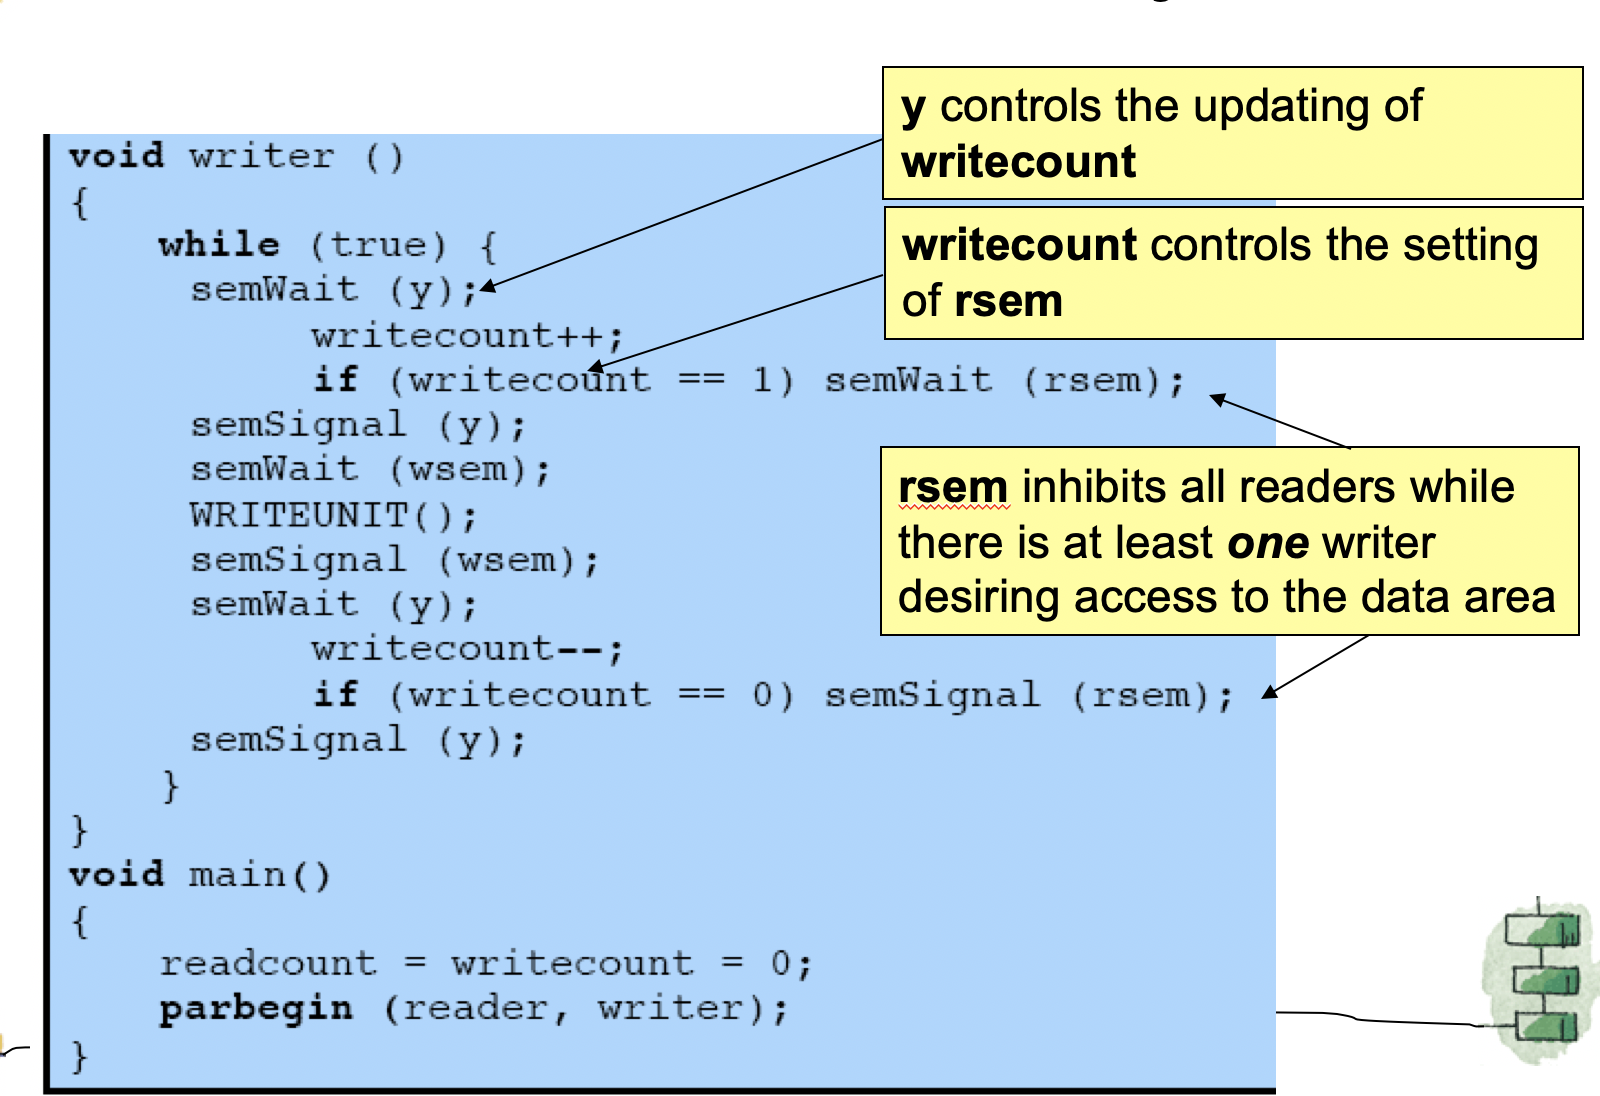 void writer ()
{
while (true) {
semWait (y);
writecount++;
if (writecount == 1) semWait (rsem);
semSignal (y);
semWait (wsem);
WRITEUNIT();
semSignal (wsem);
semWait (y);
writecount--;
if (writecount == 0) semSignal (rsem);
semSignal (y);
}
}
void main()
{
readcount = writecount = 0;
parbegin (reader, writer);
}
y controls the updating of
writecount
writecount controls the setting
of rsem
rsem inhibits all readers while
there is at least one writer
desiring access to the data area